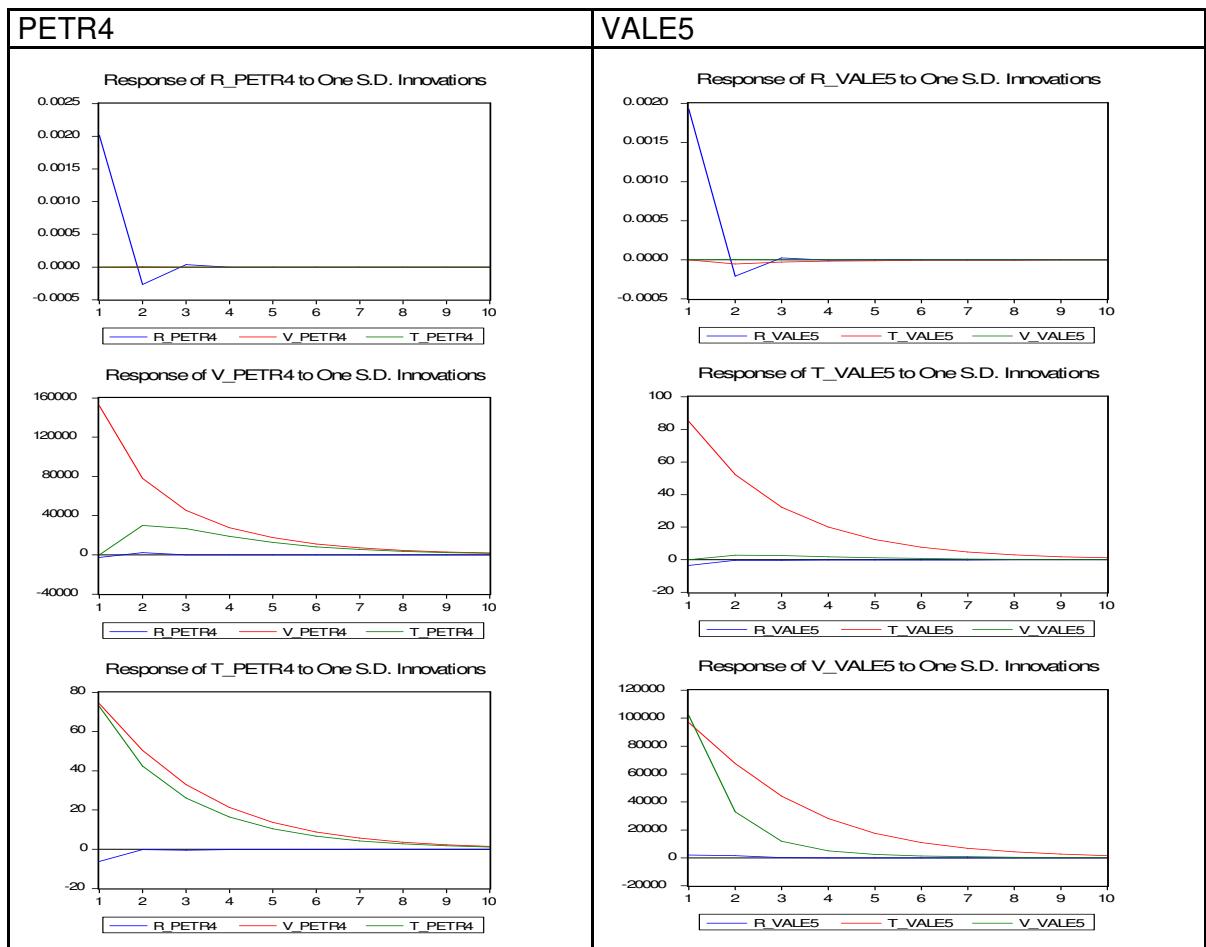 PETR4
Response of R_PETR4 to One S.D. Innovations
0.0025
0.0020
0.0015
0.0010
0.0005
0.0000
-0.0005
1 2 3 4 5 6 7 8 9 10
R_PETR4 V_PETR4 T_PETR4
Response of V_PETR4 to One S.D. Innovations
160000
120000
80000
40000
0
-40000
1 2 3 4 5 6 7 8 9 10
R_PETR4 V_PETR4 T_PETR4
Response of T_PETR4 to One S.D. Innovations
80
60
40
20
0
-20
1 2 3 4 5 6 7 8 9 10
R_PETR4 V_PETR4 T_PETR4
VALE5
Response of R_VALE5 to One S.D. Innovations
0.0020
0.0015
0.0010
0.0005
0.0000
-0.0005
1 2 3 4 5 6 7 8 9 10
R_VALE5 T_VALE5 V_VALE5
Response of T_VALE5 to One S.D. Innovations
100
80
60
40
20
0
-20
1 2 3 4 5 6 7 8 9 10
R_VALE5 T_VALE5 V_VALE5
Response of V_VALE5 to One S.D. Innovations
120000
100000
80000
60000
40000
20000
0
-20000
1 2 3 4 5 6 7 8 9 10
R_VALE5 T_VALE5 V_VALE5